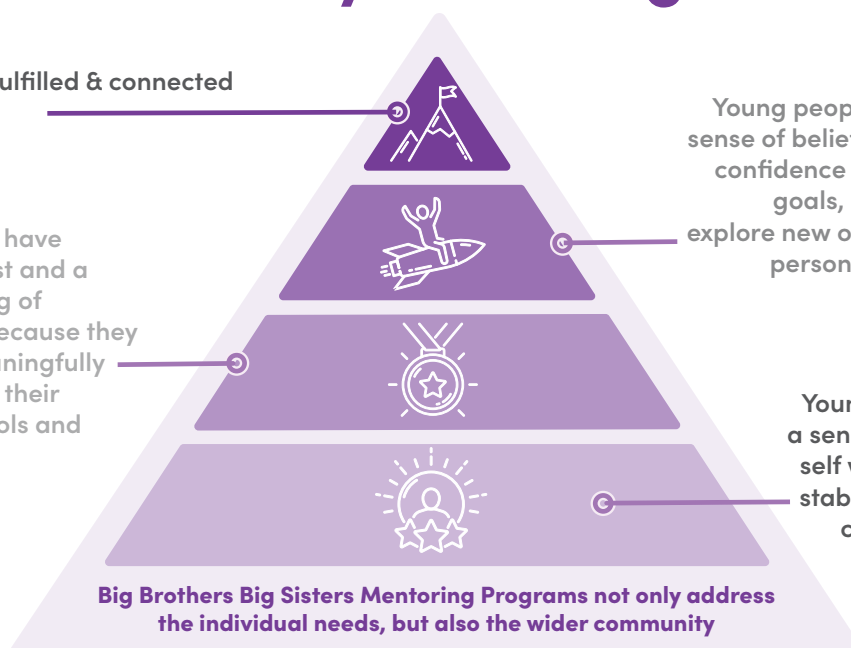 ulfilled & connected
Young peop
sense of belie
confidence
goals,
explore new o
person
have
st and a
g of
ecause they
ningfully
their
ols and
Your
a sen
self
stab
Big Brothers Big Sisters Mentoring Programs not only address
the individual needs, but also the wider community